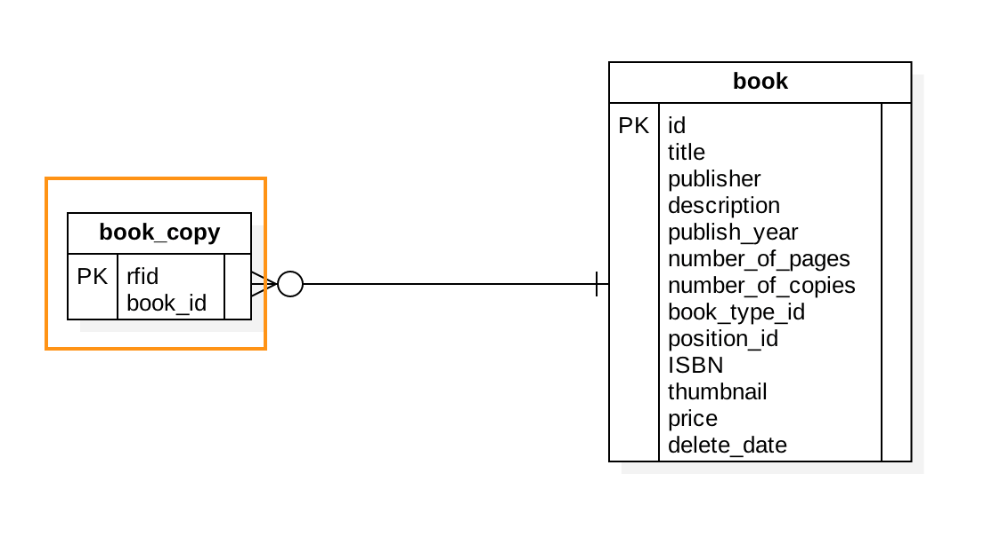 book_copy
PK rfid
book_id
book
PK id
title
publisher
description
publish_year
number_of_pages
number_of_copies
book_type_id
position_id
ISBN
thumbnail
price
delete_date